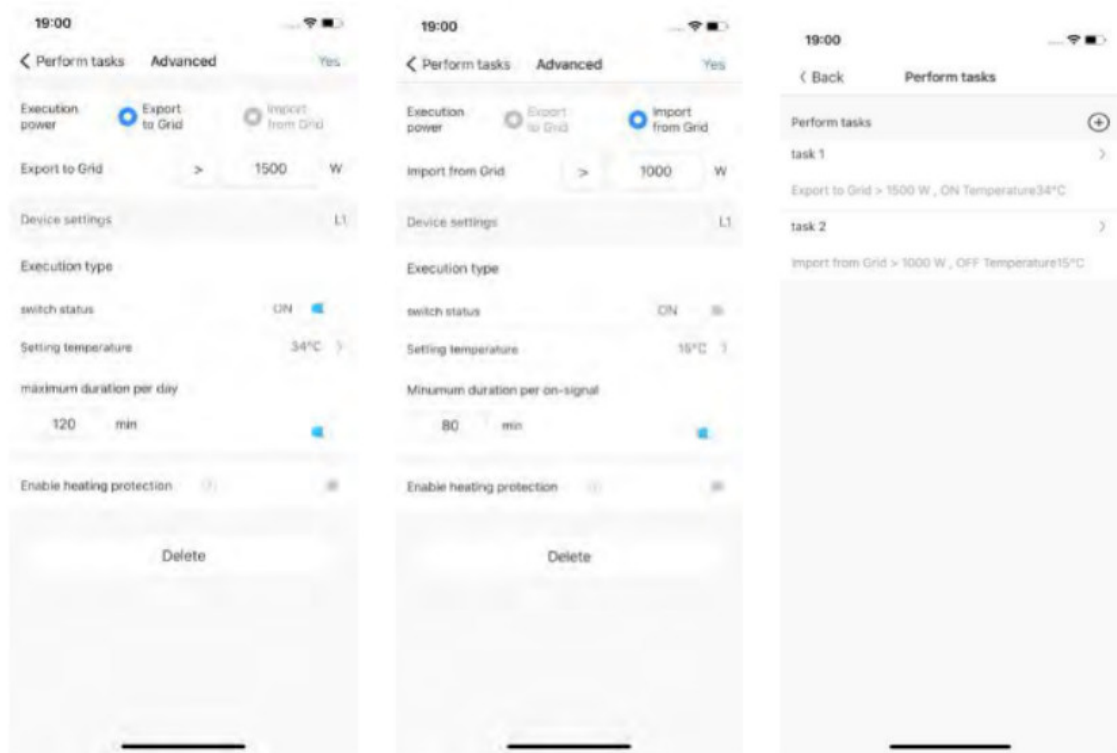 19:00
Perform tasks Advanced Yes
Execution power
Export to Grid
Import from Grid
Export to Grid > 1500 W
Device settings L1
Execution type
switch status ON
Setting temperature 34°C
maximum duration per day
120 min
Enable heating protection
Delete
19:00
Perform tasks Advanced Yes
Execution power
Export to Grid
Import from Grid
Import from Grid > 1000 W
Device settings L1
Execution type
switch status ON
Setting temperature 15°C
Minumum duration per on-signal
80 min
Enable heating protection
Delete
19:00
Back Perform tasks
Perform tasks
task 1
Export to Grid > 1500 W , ON Temperature34°C
task 2
Import from Grid > 1000 W , OFF Temperature15°C